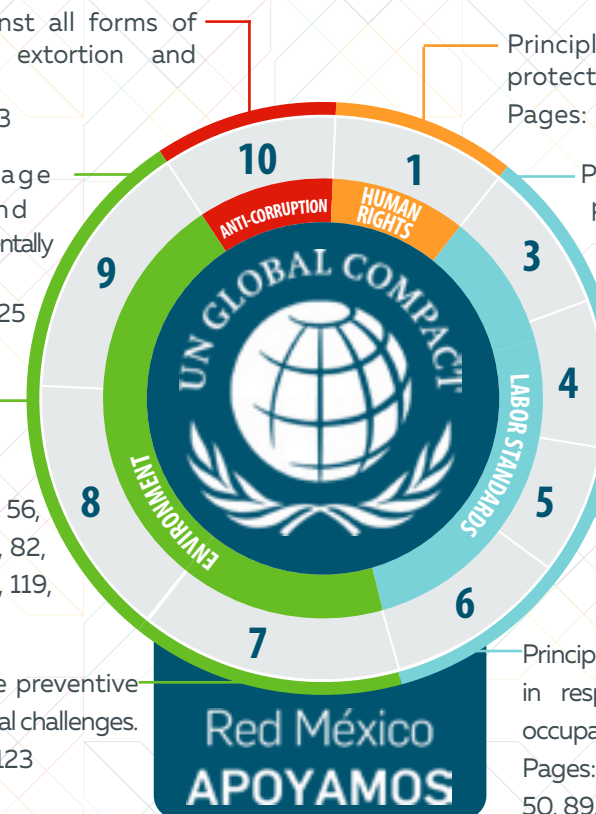 nst all forms of
extortion and
3
age
nd
entally
25
56,
, 82,
, 119,
e preventive
al challenges.
123
Principl
protect
Pages:
P
p
10
1
3
4
5
6
7
8
9
ANTI-CORRUPTION
HUMAN
RIGHTS
LABOR STANDARDS
ENVIRONMENT
UN GLOBAL COMPACT
Princip
in resp
occupa
Pages:
50, 89,
Red México
APOYAMOS